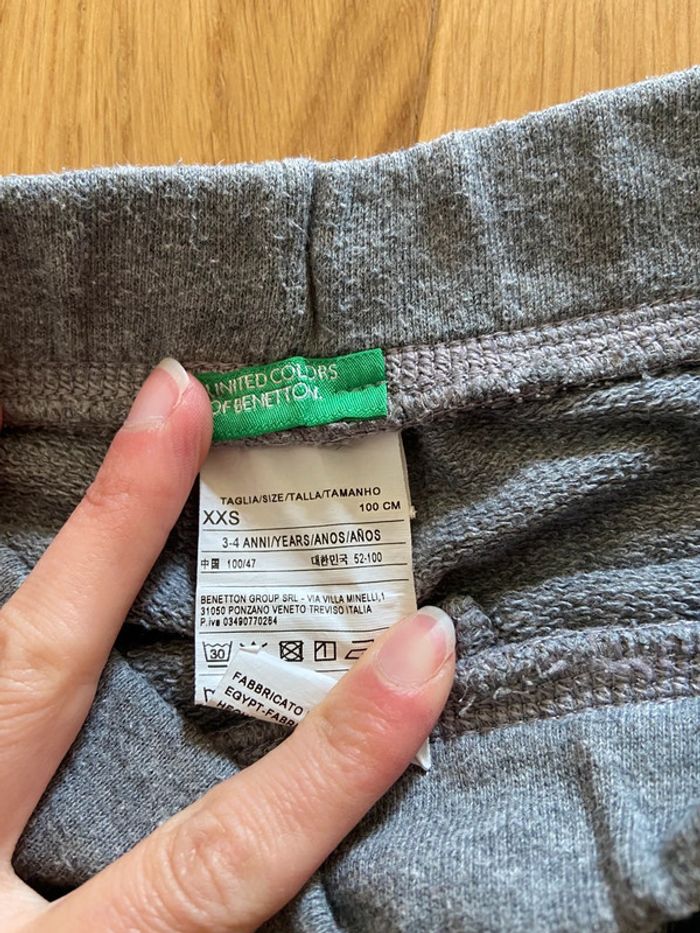 UNITED COLORS
OF BENETTON.
TAGLIA/SIZE/TALLA/TAMANHO
XXS 100 CM
3-4 ANNI/YEARS/ANOS/AÑOS
中国 100/47 대한민국 52-100
BENETTON GROUP SRL - VIA VILLA MINELLI,1
31050 PONZANO VENETO TREVISO ITALIA
P.iva 03490770264
30
FABBRICATO
EGYPT-FABR